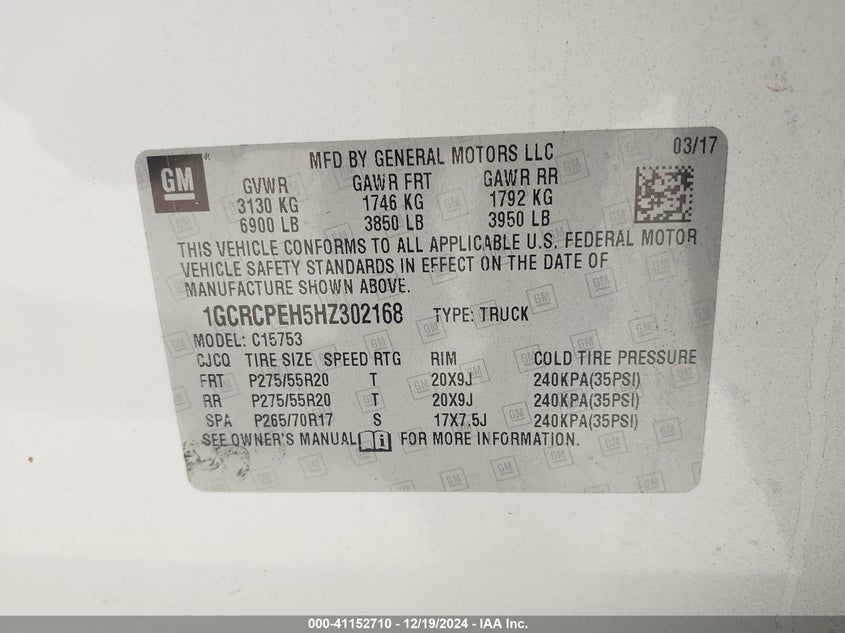 GM
MFD BY GENERAL MOTORS LLC 03/17
GVWR GAWR FRT GAWR RR
3130 KG 1746 KG 1792 KG
6900 LB 3850 LB 3950 LB
THIS VEHICLE CONFORMS TO ALL APPLICABLE U.S. FEDERAL MOTOR
VEHICLE SAFETY STANDARDS IN EFFECT ON THE DATE OF
MANUFACTURE SHOWN ABOVE.
1GCRCPEH5HZ302168 TYPE: TRUCK
MODEL: C15753
CJCQ TIRE SIZE SPEED RTG RIM COLD TIRE PRESSURE
FRT P275/55R20 T 20X9J 240KPA(35PSI)
RR P275/55R20 T 20X9J 240KPA(35PSI)
SPA P265/70R17 S 17X7.5J 240KPA(35PSI)
SEE OWNER'S MANUAL FOR MORE INFORMATION.
000-41152710 - 12/19/2024 - IAA Inc.